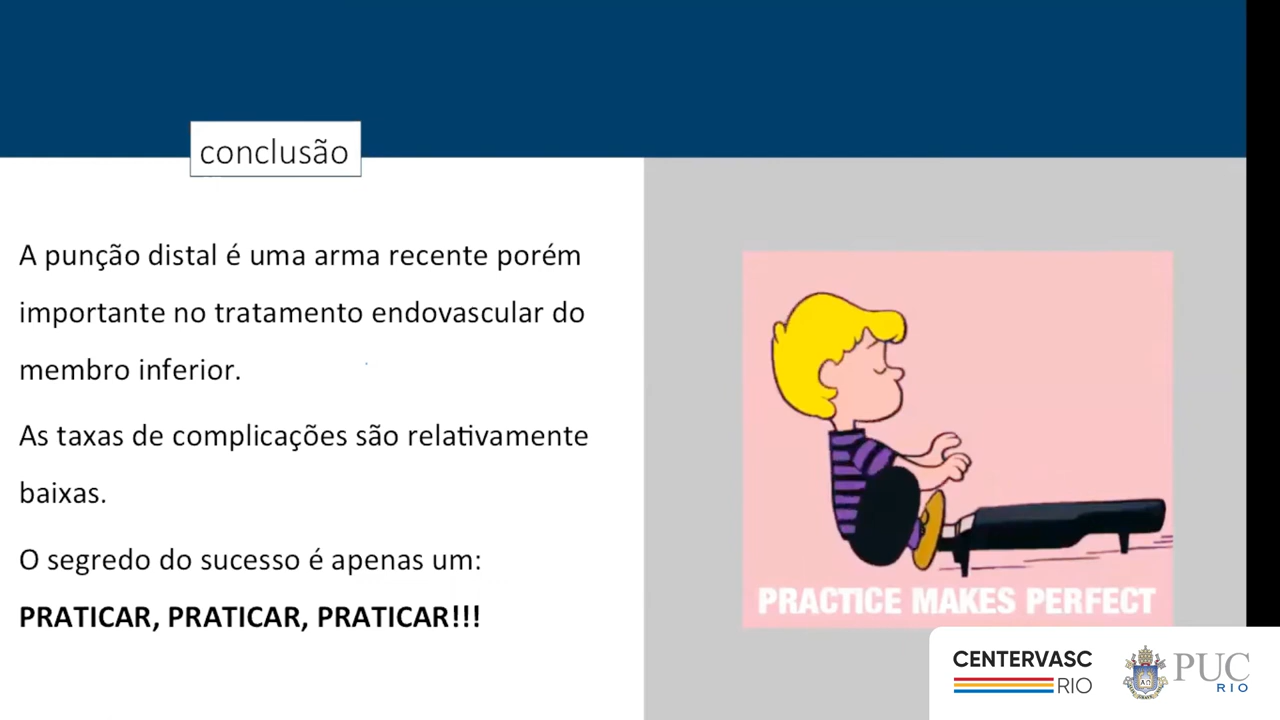 conclusão
A punção distal é uma arma recente porém
importante no tratamento endovascular do
membro inferior.
As taxas de complicações são relativamente
baixas.
O segredo do sucesso é apenas um:
PRATICAR, PRATICAR, PRATICAR!!!
PRACTICE MAKES PERFECT
CENTERVASC
RIO
PUC
RIO